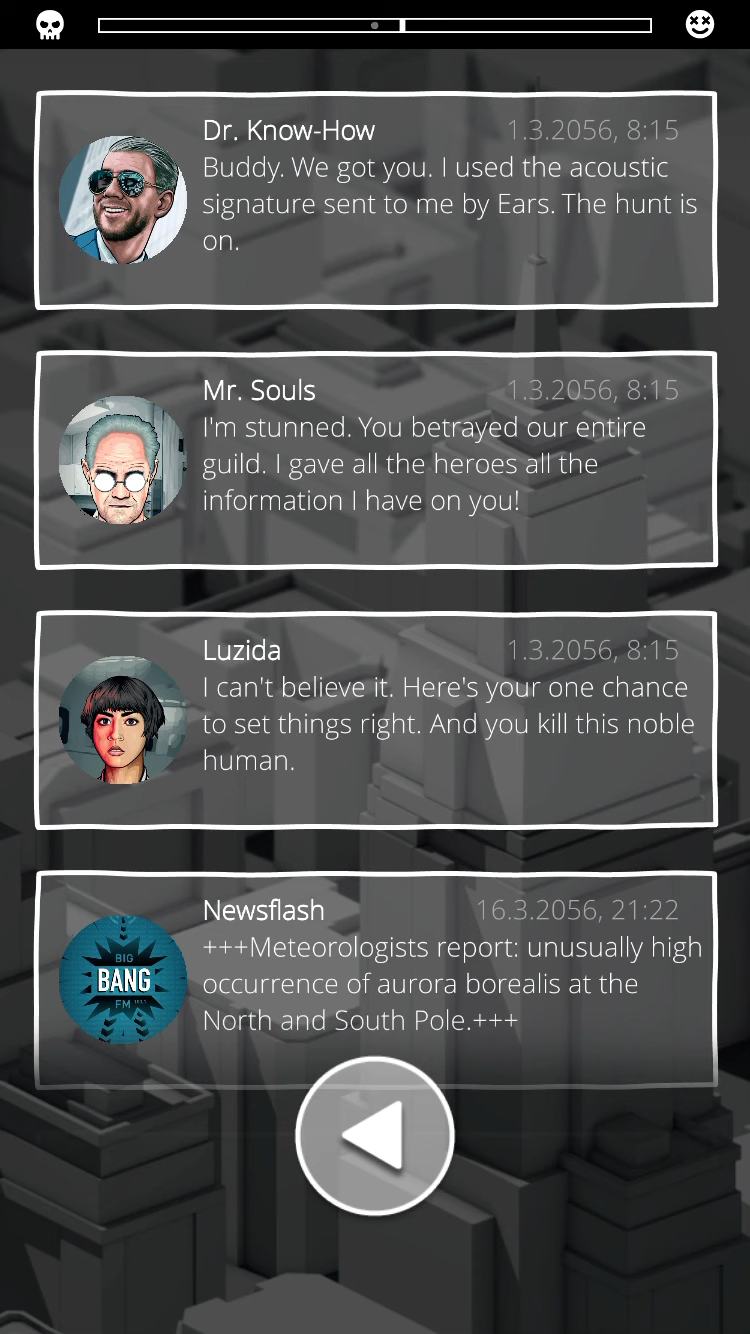 Dr. Know-How 1.3.2056, 8:15
Buddy. We got you. I used the acoustic
signature sent to me by Ears. The hunt is
on.
Mr. Souls 1.3.2056, 8:15
I'm stunned. You betrayed our entire
guild. I gave all the heroes all the
information I have on you!
Luzida 1.3.2056, 8:15
I can't believe it. Here's your one chance
to set things right. And you kill this noble
human.
Newsflash 16.3.2056, 21:22
+++Meteorologists report: unusually high
occurrence of aurora borealis at the
North and South Pole.+++
BIG
BANG
FM